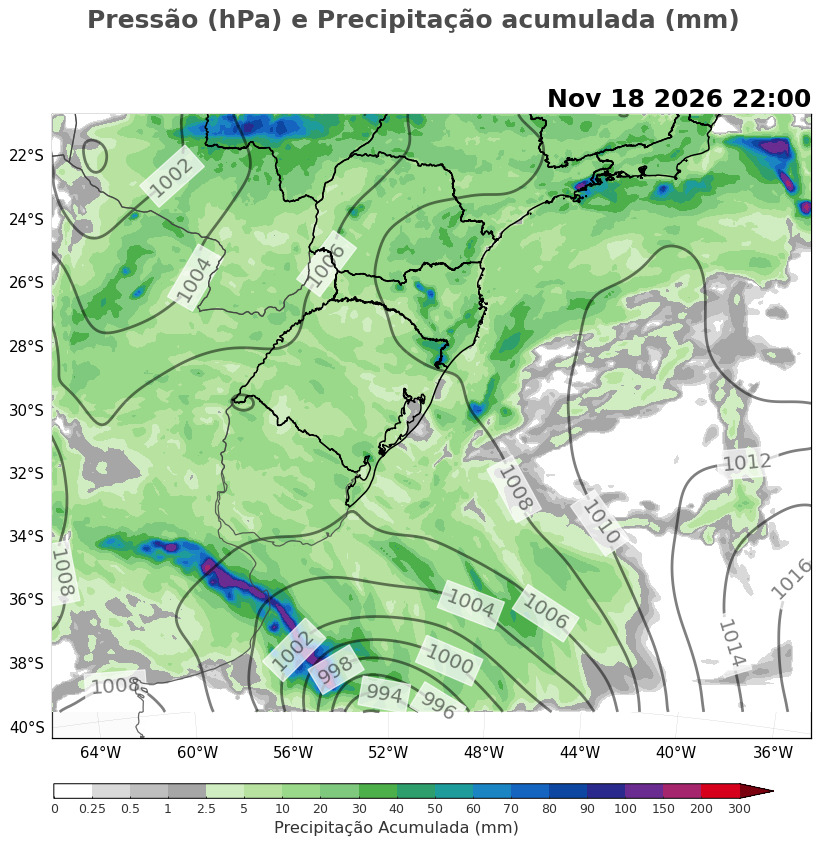 Pressão (hPa) e Precipitação acumulada (mm)
Nov 18 2026 22:00
22°S
24°S
26°S
28°S
30°S
32°S
34°S
36°S
38°S
40°S
1002
1004
1006
1008
1010
1012
1016
1014
1008
1004
1006
1002
1000
998
994
996
1008
64°W 60°W 56°W 52°W 48°W 44°W 40°W 36°W
0 0.25 0.5 1 2.5 5 10 20 30 40 50 60 70 80 90 100 150 200 300
Precipitação Acumulada (mm)